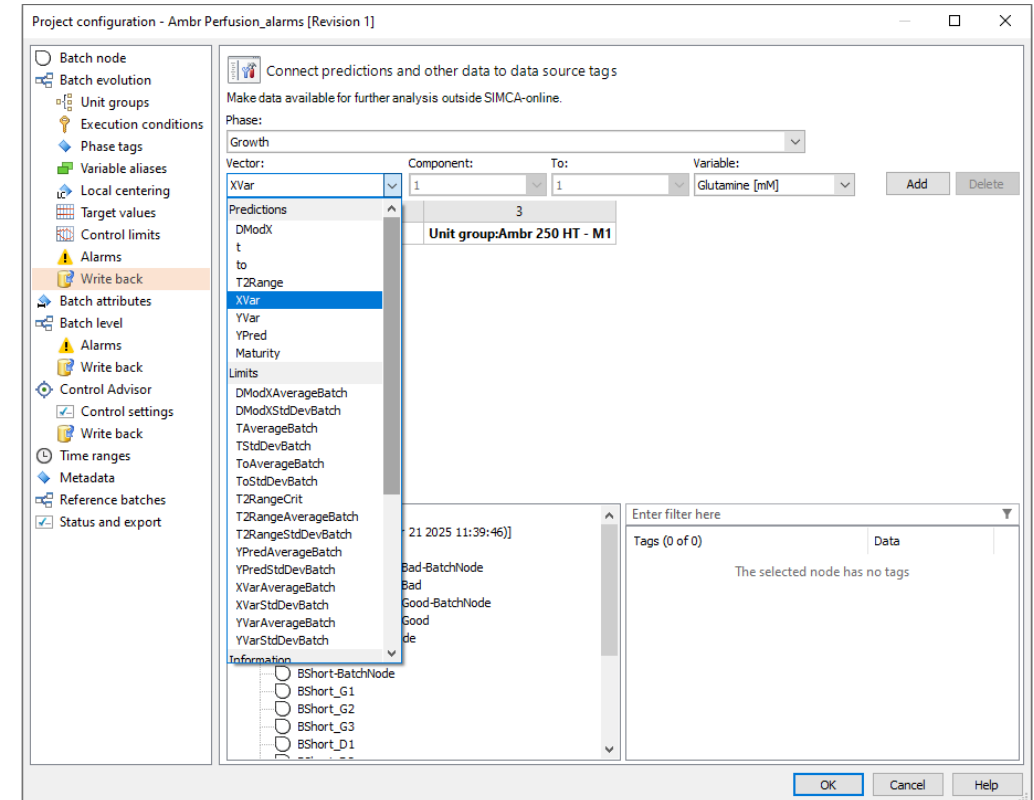 Project configuration - Ambr Perfusion_alarms [Revision 1]
Batch node
Batch evolution
Unit groups
Execution conditions
Phase tags
Variable aliases
Local centering
Target values
Control limits
Alarms
Write back
Batch attributes
Batch level
Alarms
Write back
Control Advisor
Control settings
Write back
Time ranges
Metadata
Reference batches
Status and export
Connect predictions and other data to data source tags
Make data available for further analysis outside SIMCA-online.
Phase:
Growth
Vector: Component: To: Variable:
XVar 1 1 Glutamine [mM] Add Delete
3
Unit group:Ambr 250 HT - M1
Predictions
DModX
t
to
T2Range
XVar
YVar
YPred
Maturity
Limits
DModXAverageBatch
DModXStdDevBatch
TAverageBatch
TStdDevBatch
ToAverageBatch
ToStdDevBatch
T2RangeCrit
T2RangeAverageBatch
T2RangeStdDevBatch
YPredAverageBatch
YPredStdDevBatch
XVarAverageBatch
XVarStdDevBatch
YVarAverageBatch
YVarStdDevBatch
Information
21 2025 11:39:46)]
Bad-BatchNode
Bad
Good-BatchNode
Good
de
BShort-BatchNode
BShort_G1
BShort_G2
BShort_G3
BShort_D1
Enter filter here
Tags (0 of 0) Data
The selected node has no tags
OK Cancel Help